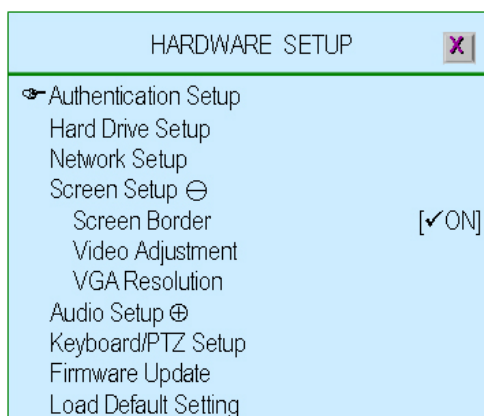 HARDWARE SETUP X
Authentication Setup
Hard Drive Setup
Network Setup
Screen Setup ⊖
Screen Border [✔ON]
Video Adjustment
VGA Resolution
Audio Setup ⊕
Keyboard/PTZ Setup
Firmware Update
Load Default Setting